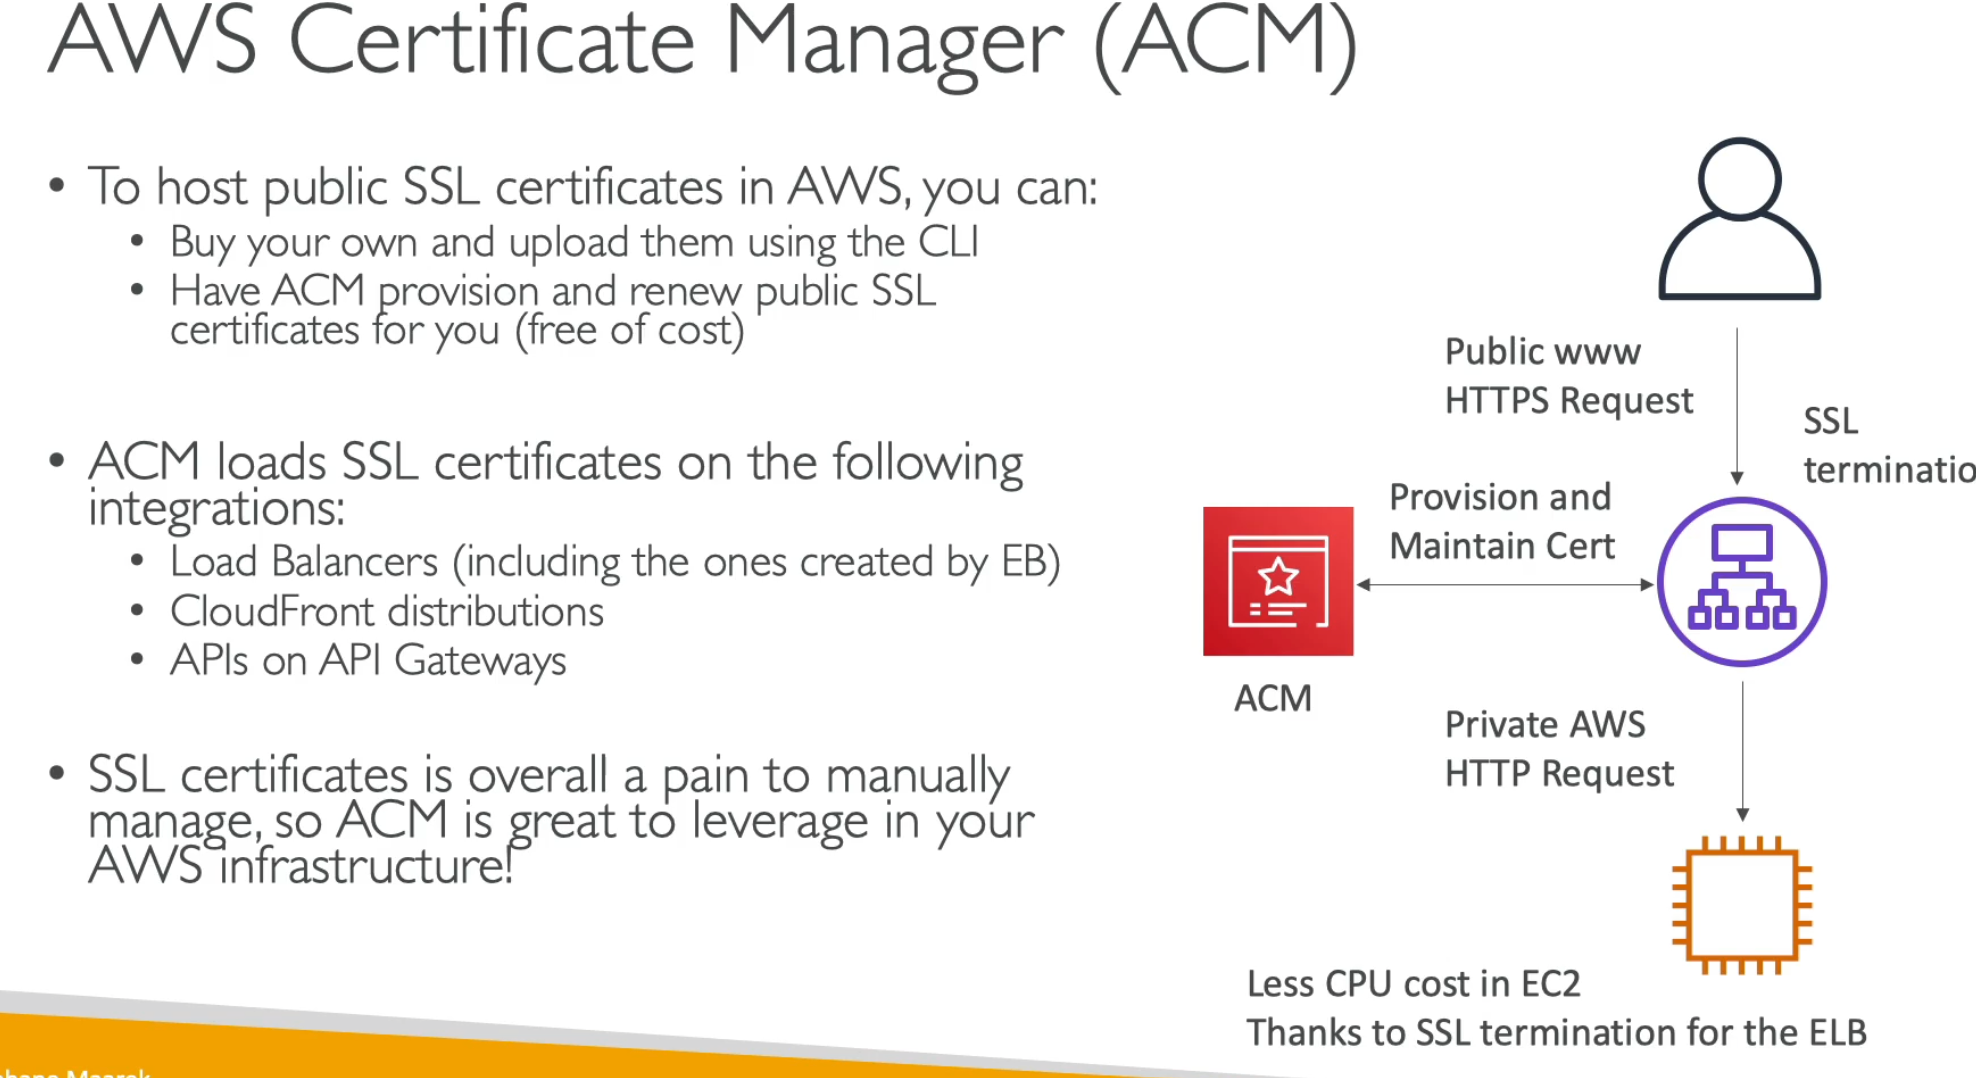 AWS Certificate Manager (ACM)
• To host public SSL certificates in AWS, you can:
• Buy your own and upload them using the CLI
• Have ACM provision and renew public SSL
certificates for you (free of cost)
• ACM loads SSL certificates on the following
integrations:
• Load Balancers (including the ones created by EB)
• CloudFront distributions
• APIs on API Gateways
• SSL certificates is overall a pain to manually
manage, so ACM is great to leverage in your
AWS infrastructure!
Public www
HTTPS Request
SSL
terminatio
Provision and
Maintain Cert
ACM
Private AWS
HTTP Request
Less CPU cost in EC2
Thanks to SSL termination for the ELB